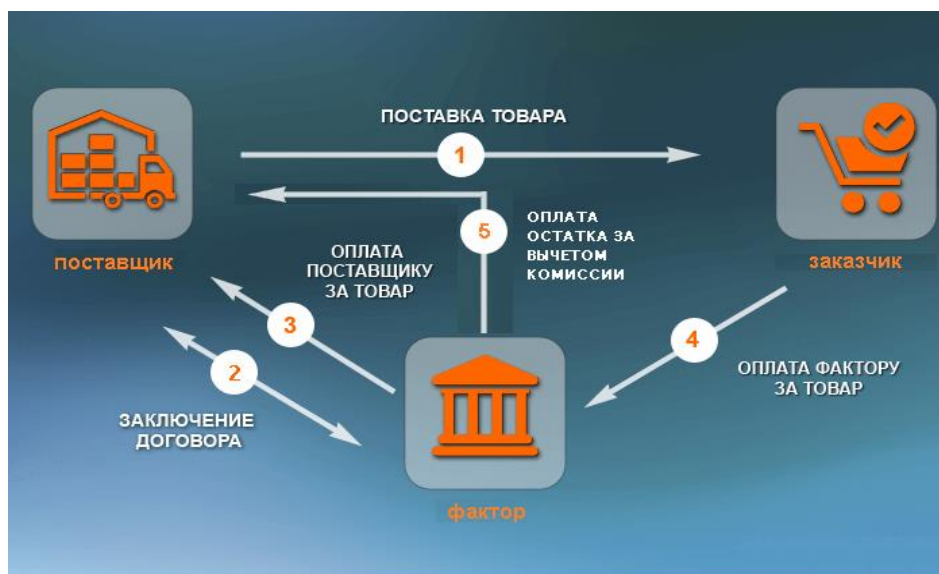 ПОСТАВКА ТОВАРА
1
поставщик
заказчик
5
ОПЛАТА
ОСТАТКА ЗА
ВЫЧЕТОМ
КОМИССИИ
ОПЛАТА
ПОСТАВЩИКУ
ЗА ТОВАР
3
4
ОПЛАТА ФАКТОРУ
ЗА ТОВАР
2
ЗАКЛЮЧЕНИЕ
ДОГОВОРА
фактор